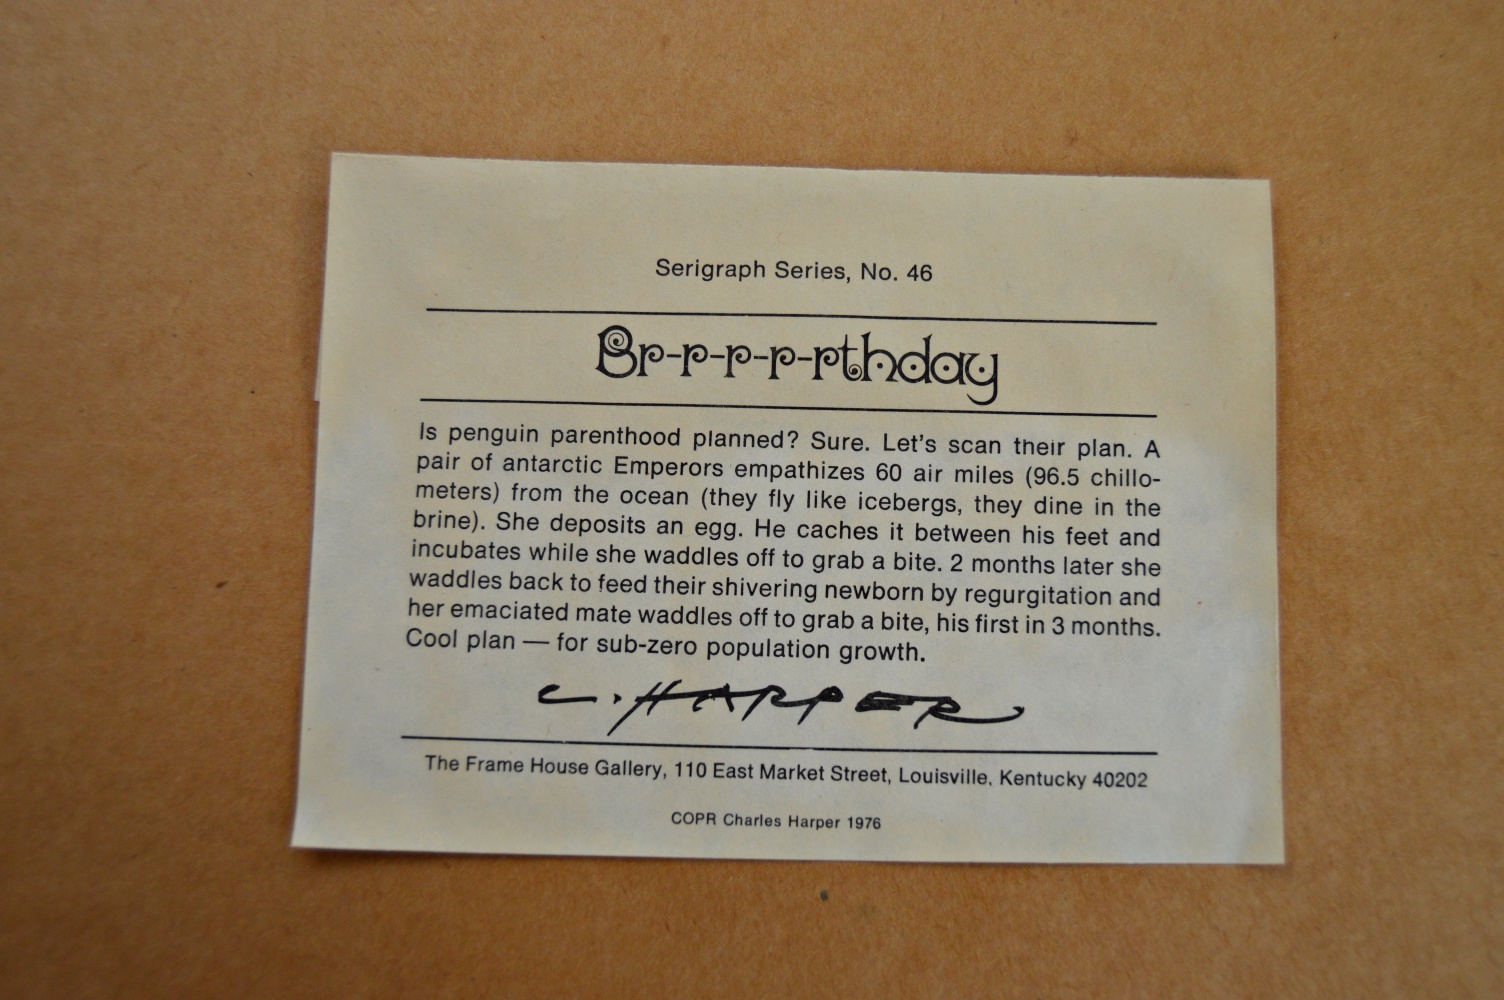 Serigraph Series, No. 46
Br-r-r-r-rthday
Is penguin parenthood planned? Sure. Let's scan their plan. A
pair of antarctic Emperors empathizes 60 air miles (96.5 chillo-
meters) from the ocean (they fly like icebergs, they dine in the
brine). She deposits an egg. He caches it between his feet and
incubates while she waddles off to grab a bite. 2 months later she
waddles back to feed their shivering newborn by regurgitation and
her emaciated mate waddles off to grab a bite, his first in 3 months.
Cool plan — for sub-zero population growth.
C. HARPER
The Frame House Gallery, 110 East Market Street, Louisville, Kentucky 40202
COPR Charles Harper 1976